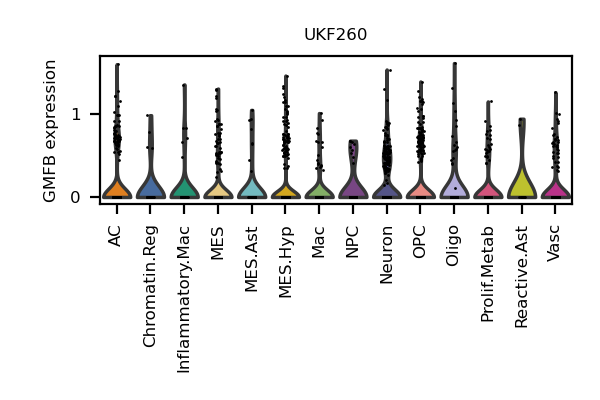 UKF260
GMFB expression
1
0
AC
Chromatin.Reg
Inflammatory.Mac
MES
MES.Ast
MES.Hyp
Mac
NPC
Neuron
OPC
Oligo
Prolif.Metab
Reactive.Ast
Vasc